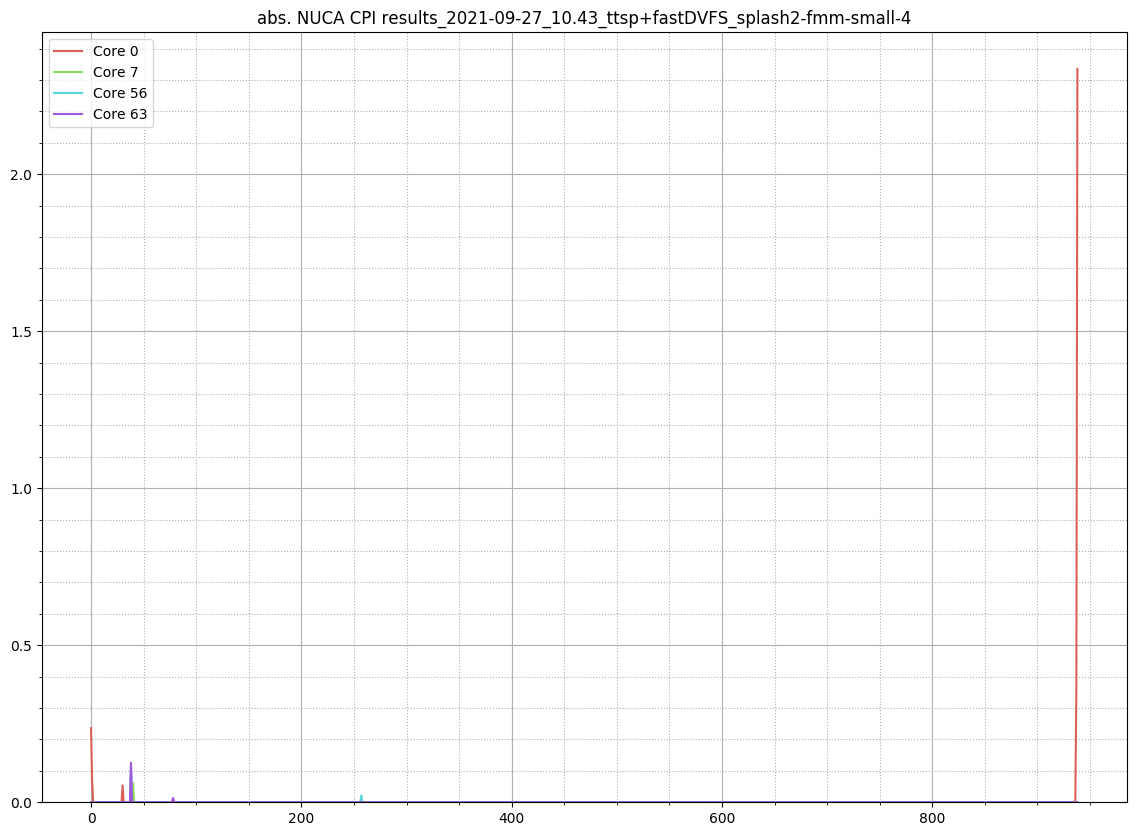 abs. NUCA CPI results_2021-09-27_10.43_ttsp+fastDVFS_splash2-fmm-small-4
Core 0
Core 7
Core 56
Core 63
2.0
1.5
1.0
0.5
0.0
0 200 400 600 800